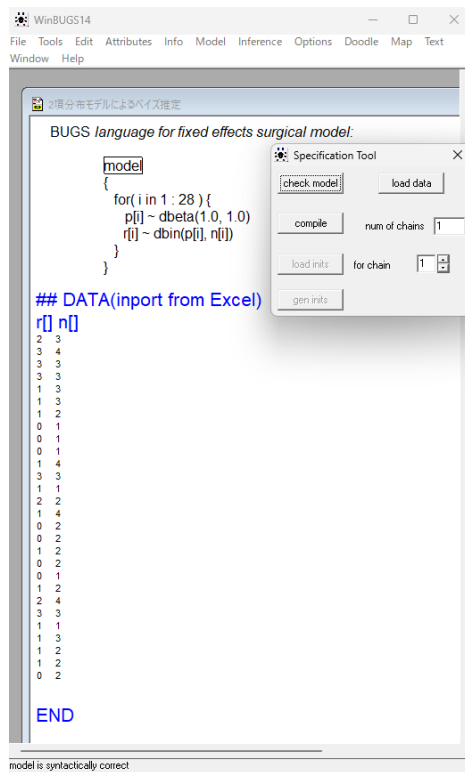 WinBUGS14
File Tools Edit Attributes Info Model Inference Options Doodle Map Text
Window Help
2項分布モデルによるベイズ推定
BUGS language for fixed effects surgical model:
model
{
for( i in 1 : 28 ) {
p[i] ~ dbeta(1.0, 1.0)
r[i] ~ dbin(p[i], n[i])
}
}
Specification Tool
check model load data
compile num of chains 1
load inits for chain 1
gen inits
## DATA(inport from Excel)
r[] n[]
2 3
3 4
3 3
3 3
1 3
1 3
1 2
0 1
0 1
0 1
1 4
3 3
1 1
2 2
1 4
0 2
0 2
1 2
0 2
0 1
1 2
2 4
3 3
1 1
1 3
1 2
1 2
0 2
END
model is syntactically correct